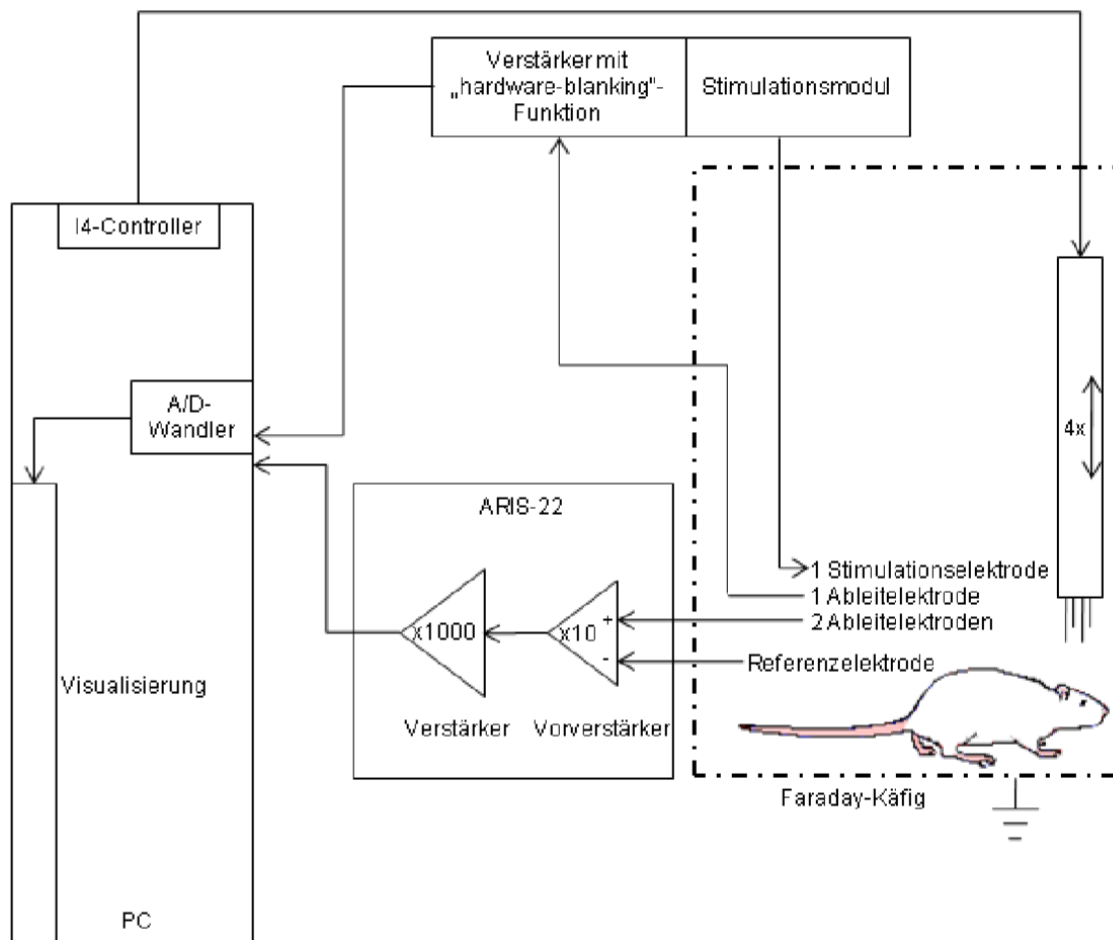 Verstärker mit
„hardware-blanking"-
Funktion
Stimulationsmodul
I4-Controller
A/D-
Wandler
4x
ARIS-22
x1000
x10
+
-
1 Stimulationselektrode
1 Ableitelektrode
2 Ableitelektroden
Referenzelektrode
Visualisierung
Verstärker
Vorverstärker
Faraday-Käfig
PC